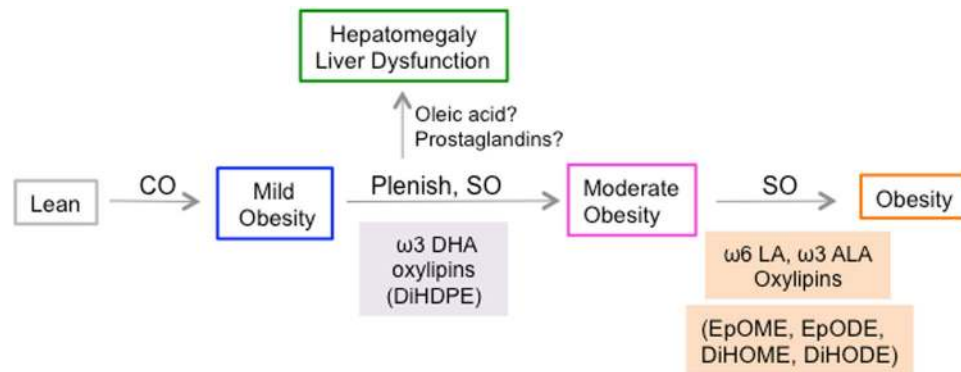 Hepatomegaly
Liver Dysfunction
Oleic acid?
Prostaglandins?
Lean
CO
Mild
Obesity
Plenish, SO
Moderate
Obesity
SO
Obesity
ω3 DHA
oxylipins
(DiHDPE)
ω6 LA, ω3 ALA
Oxylipins
(EpOME, EpODE,
DiHOME, DiHODE)